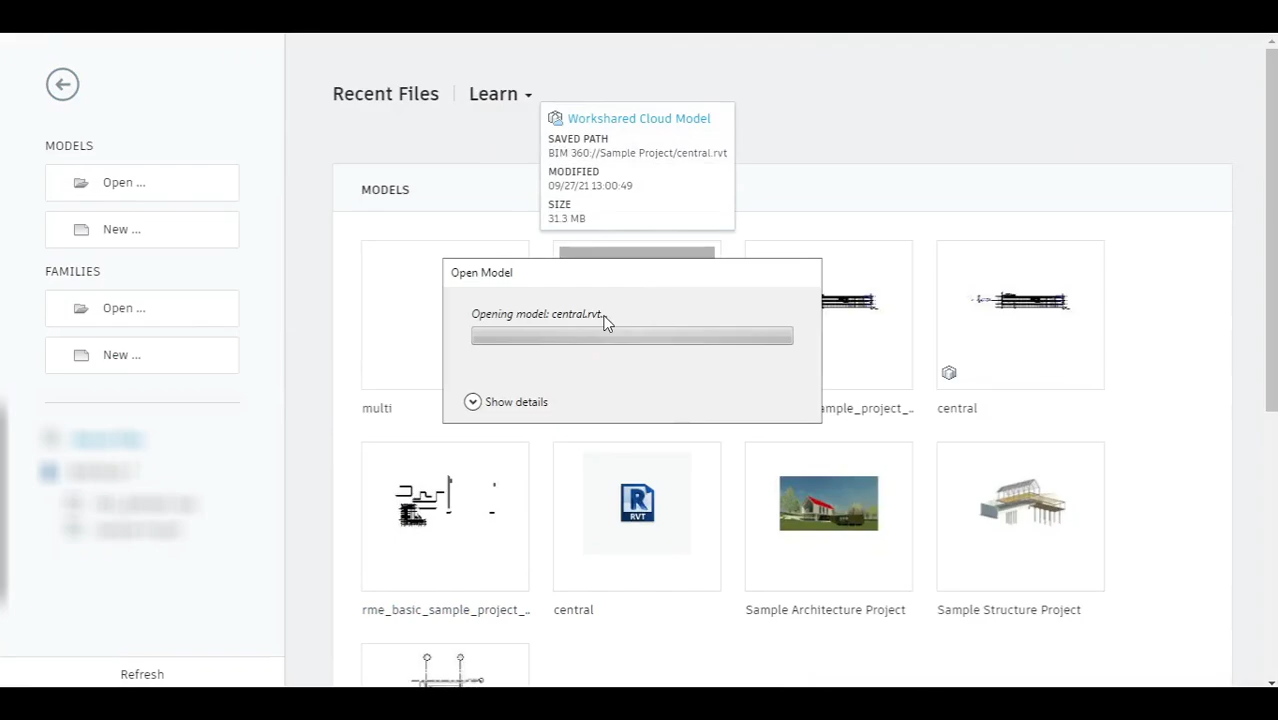 Recent Files
Learn
Workshared Cloud Model
SAVED PATH
BIM 360://Sample Project/central.rvt
MODIFIED
09/27/21 13:00:49
SIZE
31.3 MB
MODELS
Open ...
New ...
FAMILIES
Open ...
New ...
Refresh
MODELS
Open Model
Opening model: central.rvt.
Show details
multi
ample_project_..
central
rme_basic_sample_project_..
R
RVT
central
Sample Architecture Project
Sample Structure Project